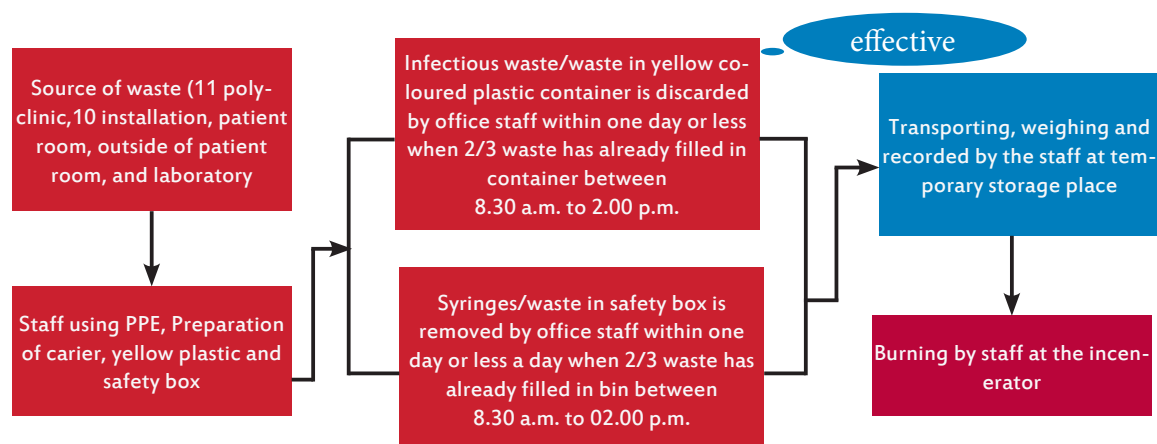 Source of waste (11 poly-
clinic,10 installation, patient
room, outside of patient
room, and laboratory
Staff using PPE, Preparation
of carier, yellow plastic and
safety box
effective
Infectious waste/waste in yellow co-
loured plastic container is discarded
by office staff within one day or less
when 2/3 waste has already filled in
container between
8.30 a.m. to 2.00 p.m.
Syringes/waste in safety box is
removed by office staff within one
day or less a day when 2/3 waste has
already filled in bin between
8.30 a.m. to 02.00 p.m.
Transporting, weighing and
recorded by the staff at tem-
porary storage place
Burning by staff at the incen-
erator